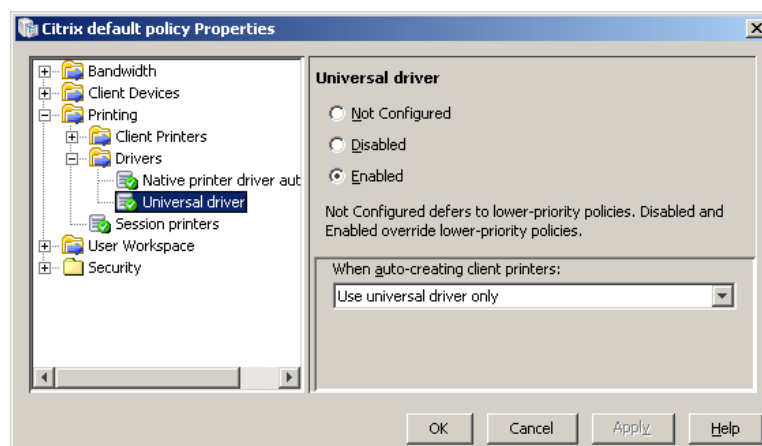 Citrix default policy Properties
Bandwidth
Client Devices
Printing
Client Printers
Drivers
Native printer driver aut
Universal driver
Session printers
User Workspace
Security
Universal driver
Not Configured
Disabled
Enabled
Not Configured defers to lower-priority policies. Disabled and
Enabled override lower-priority policies.
When auto-creating client printers:
Use universal driver only
OK
Cancel
Apply
Help